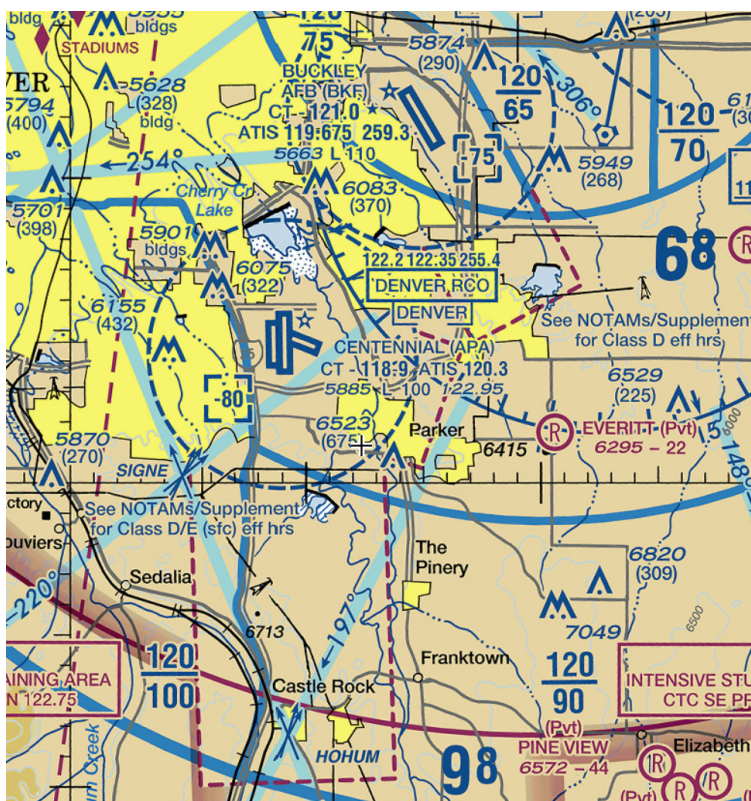 5935
bldg
bldgs
STADIUMS
VER
5628
(328)
bldg
5794
(400)
120
75
BUCKLEY
AFB (BKF)
CT - 121.0
ATIS 119.675 259.3
5663 L 110
5874
(290)
120
65
306°
120
70
-75
5949
(268)
254°
Cherry Cr
Lake
6083
(370)
5701
(398)
5901
bldgs
6075
(322)
68
R
122.2 122.35 255.4
DENVER RCO
DENVER
6155
(432)
See NOTAMs/Supplement
for Class D eff hrs
CENTENNIAL (APA)
CT - 118.9 ATIS 120.3
5885 L 100 122.95
-80
6529
(225)
6000
6523
(675)
Parker
6415
R
EVERITT (Pvt)
6295 - 22
148°
5870
(270)
SIGNE
ctory
ouviers
See NOTAMs/Supplement
for Class D/E (sfc) eff hrs
The
Pinery
6820
(309)
Sedalia
220°
6713
197°
7049
6500
Franktown
AINING AREA
N 122.75
120
100
Castle Rock
120
90
INTENSIVE STU
CTC SE PR
HOHUM
um Creek
98
(Pvt)
PINE VIEW
6572 - 44
Elizabeth
R
R
R
(Pvt)